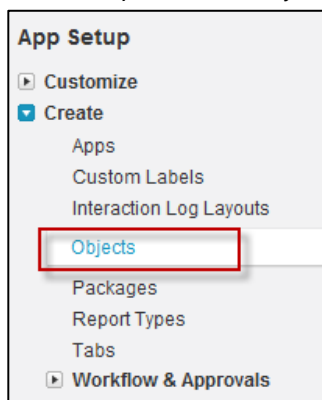 App Setup
Customize
Create
Apps
Custom Labels
Interaction Log Layouts
Objects
Packages
Report Types
Tabs
Workflow & Approvals